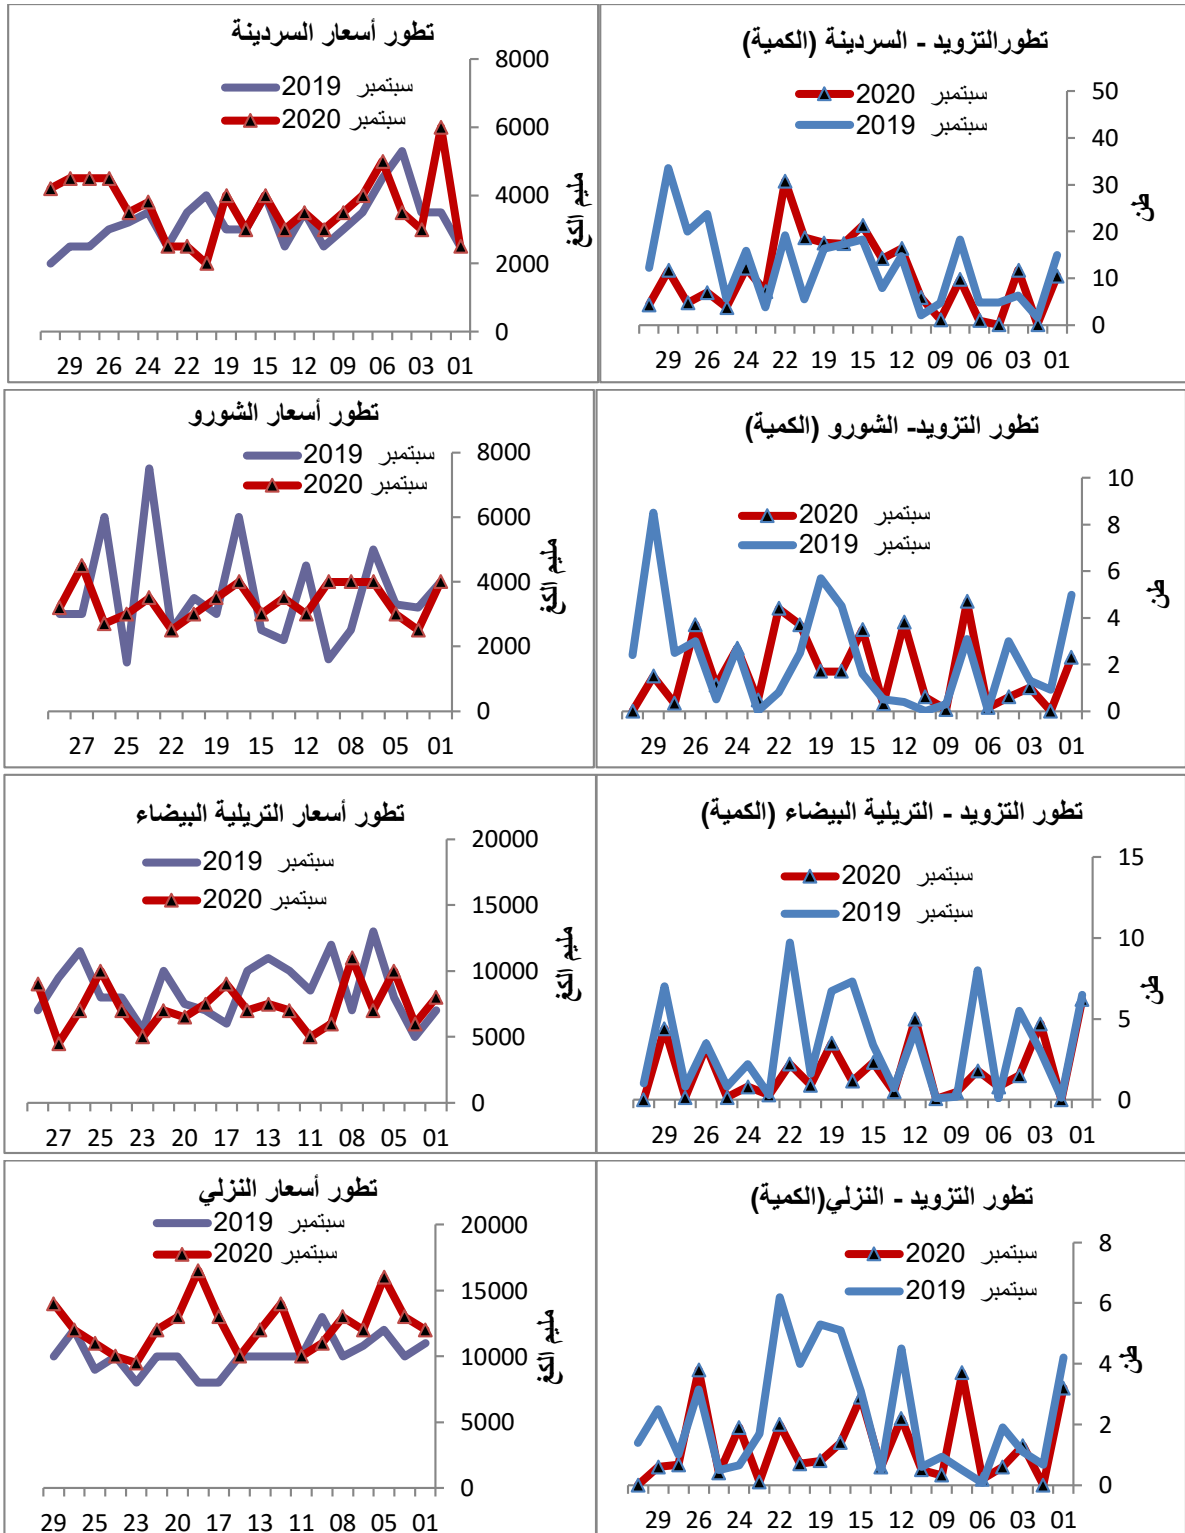 تطور أسعار السردينة
سبتمبر 2019
سبتمبر 2020
8000
6000
4000
2000
0
مليم الكغ
29 26 24 22 19 15 12 09 06 03 01
تطورالتزويد - السردينة (الكمية)
سبتمبر 2020
سبتمبر 2019
50
40
30
20
10
0
طن
29 26 24 22 19 15 12 09 06 03 01
تطور أسعار الشورو
سبتمبر 2019
سبتمبر 2020
8000
6000
4000
2000
0
مليم الكغ
27 25 22 19 15 12 08 05 01
تطور التزويد- الشورو (الكمية)
سبتمبر 2020
سبتمبر 2019
10
8
6
4
2
0
طن
29 26 24 22 19 15 12 09 06 03 01
تطور أسعار التريلية البيضاء
سبتمبر 2019
سبتمبر 2020
20000
15000
10000
5000
0
مليم الكغ
27 25 23 20 17 13 11 08 05 01
تطور التزويد - التريلية البيضاء (الكمية)
سبتمبر 2020
سبتمبر 2019
15
10
5
0
طن
29 26 24 22 19 15 12 09 06 03 01
تطور أسعار النزلي
سبتمبر 2019
سبتمبر 2020
20000
15000
10000
5000
0
مليم الكغ
29 25 23 20 17 13 11 08 05 01
تطور التزويد - النزلي(الكمية)
سبتمبر 2020
سبتمبر 2019
8
6
4
2
0
طن
29 26 24 22 19 15 12 09 06 03 01